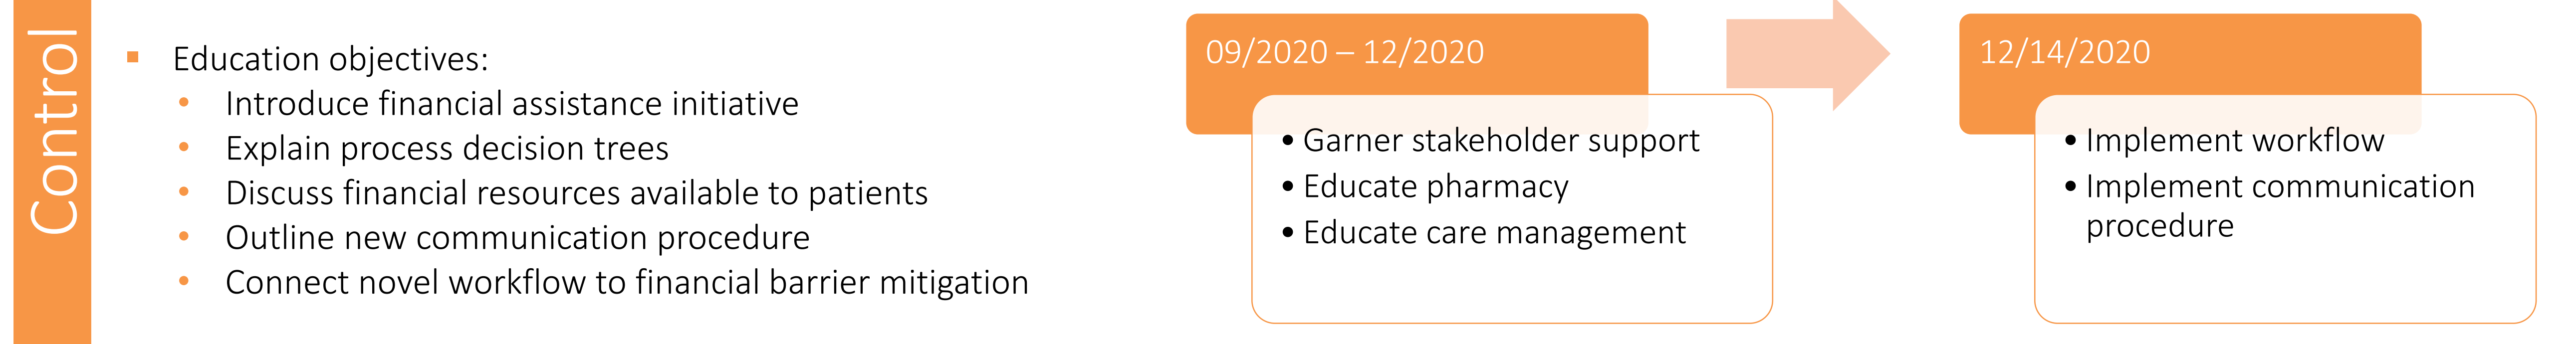 Control
▪ Education objectives:
• Introduce financial assistance initiative
• Explain process decision trees
• Discuss financial resources available to patients
• Outline new communication procedure
• Connect novel workflow to financial barrier mitigation
09/2020 – 12/2020
• Garner stakeholder support
• Educate pharmacy
• Educate care management
12/14/2020
• Implement workflow
• Implement communication
procedure